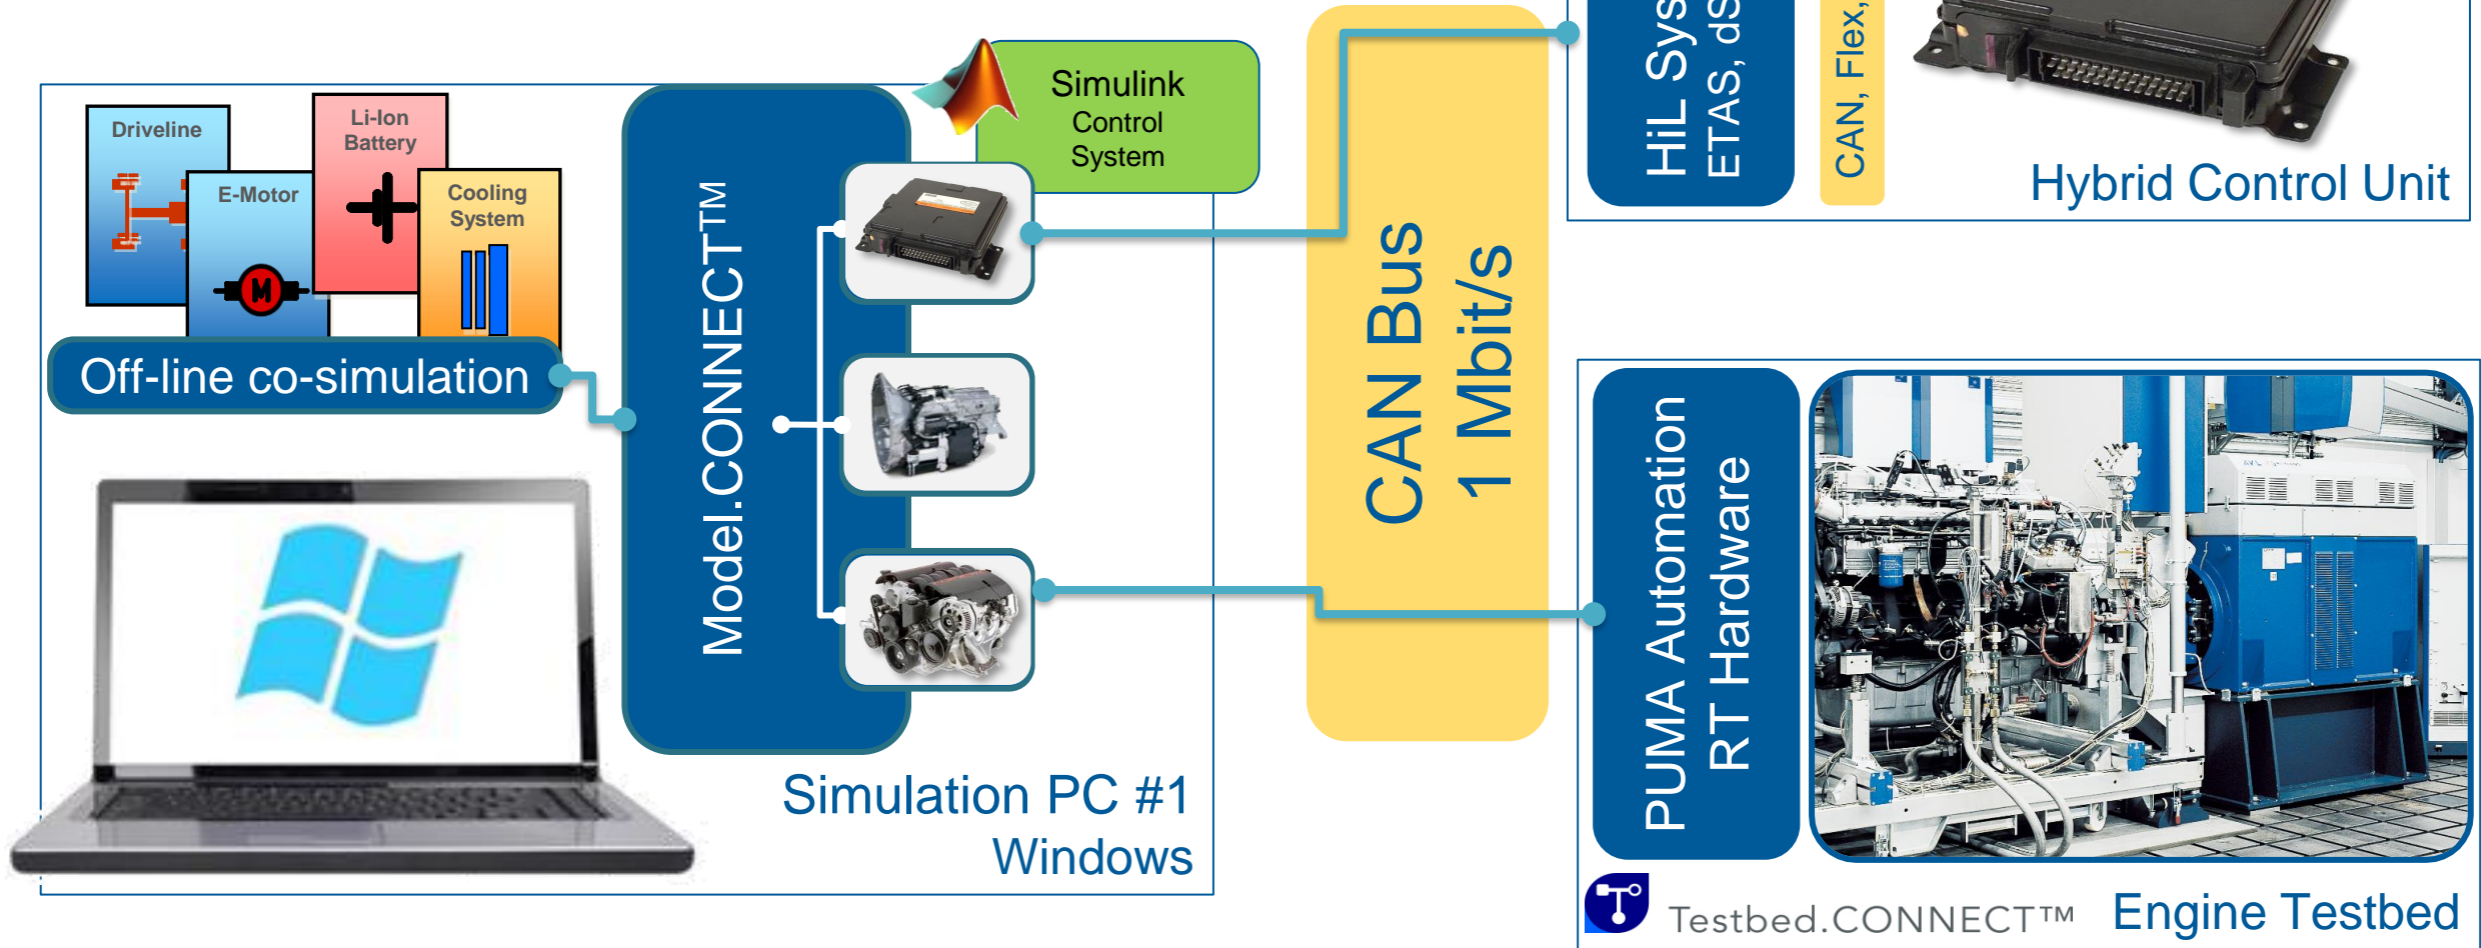 Driveline
Li-Ion
Battery
E-Motor
Cooling
System
M
Off-line co-simulation
Model.CONNECT™
Simulink
Control
System
Simulation PC #1
Windows
CAN Bus
1 Mbit/s
HiL Sys
ETAS, dS
CAN, Flex,
Hybrid Control Unit
PUMA Automation
RT Hardware
Testbed.CONNECT™
Engine Testbed